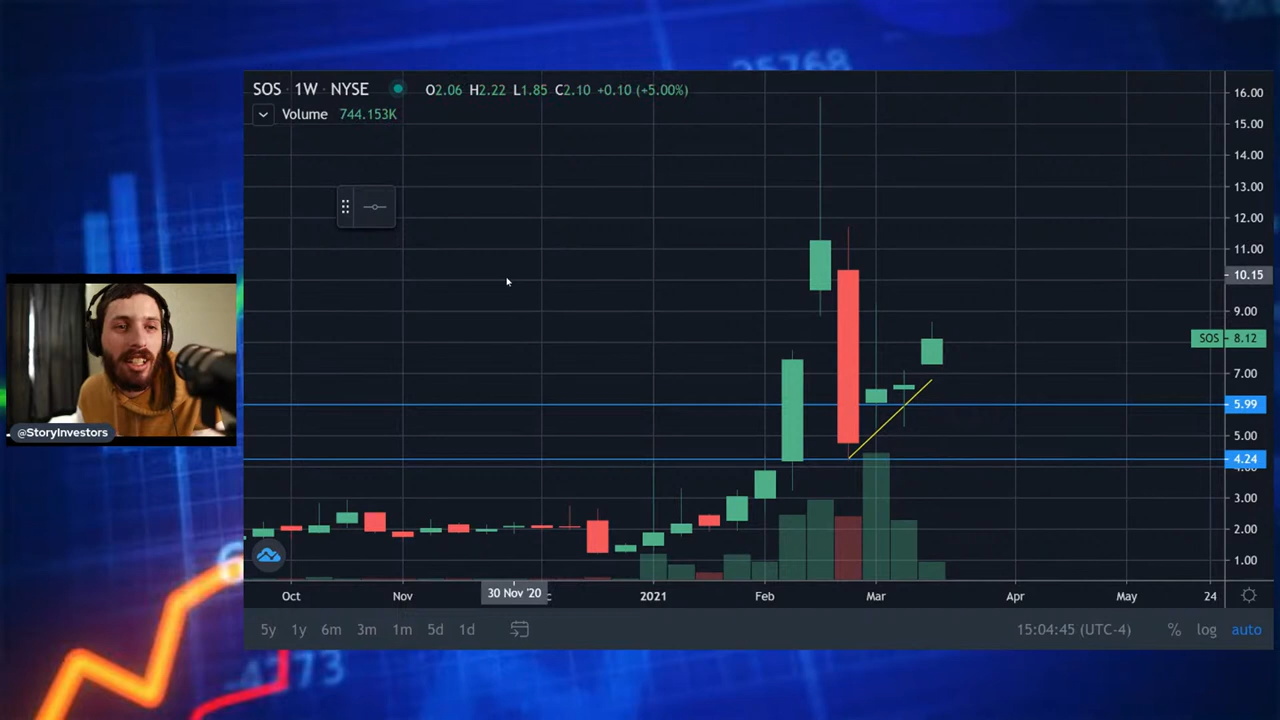 25768
SOS · 1W · NYSE O2.06 H2.22 L1.85 C2.10 +0.10 (+5.00%)
Volume 744.153K
16.00
15.00
14.00
13.00
12.00
11.00
10.15
9.00
SOS 8.12
7.00
5.99
5.00
4.24
3.00
2.00
1.00
@StoryInvestors
Oct Nov 30 Nov '20 2021 Feb Mar Apr May 24
5y 1y 6m 3m 1m 5d 1d 15:04:45 (UTC-4) % log auto
-4773